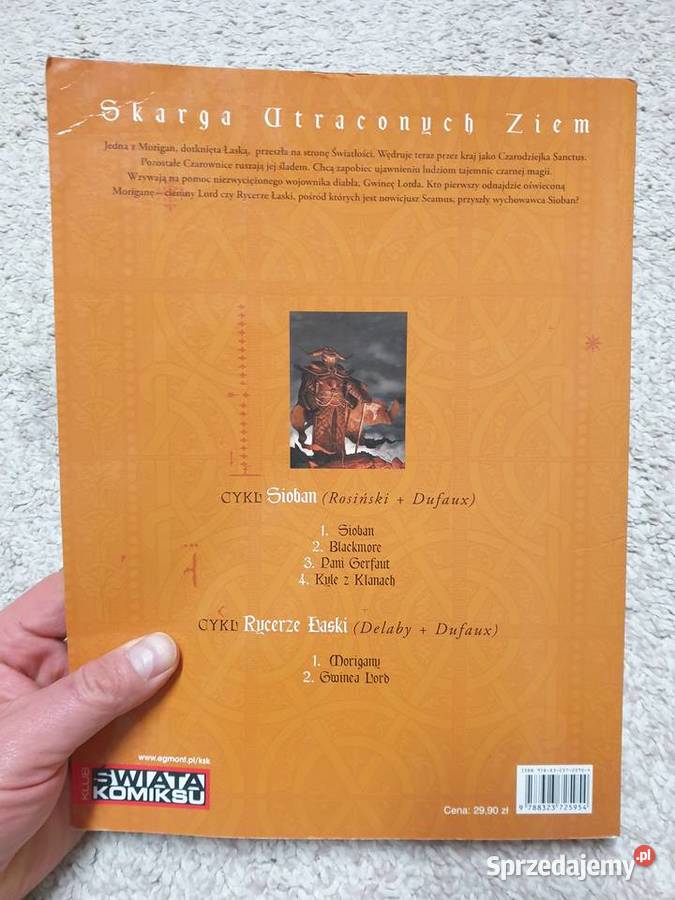 Skarga Utraconych Ziem
Jedna z Morigan, dotknięta Łaską, przeszła na stronę Światłości. Wędruje teraz przez kraj jako Czarodziejka Sanctus.
Pozostałe Czarownice ruszają jej śladem. Chcą zapobiec ujawnieniu ludziom tajemnic czarnej magii.
Wzywają na pomoc niezwyciężonego wojownika diabła, Gwineę Lorda. Kto pierwszy odnajdzie oświeconą
Moriganę – ciemny Lord czy Rycerze Łaski, pośród których jest nowicjusz Seamus, przyszły wychowawca Sioban?
CYKL Sioban (Rosiński + Dufaux)
1. Sioban
2. Blackmore
3. Pani Gerfaut
4. Kyle z Klanach
CYKL Rycerze Łaski (Delaby + Dufaux)
1. Morigany
2. Gwinea Lord
www.egmont.pl/ksk
KLUB ŚWIATA KOMIKSU
Cena: 29,90 zł
9 788323 725954
Sprzedajemy.pl